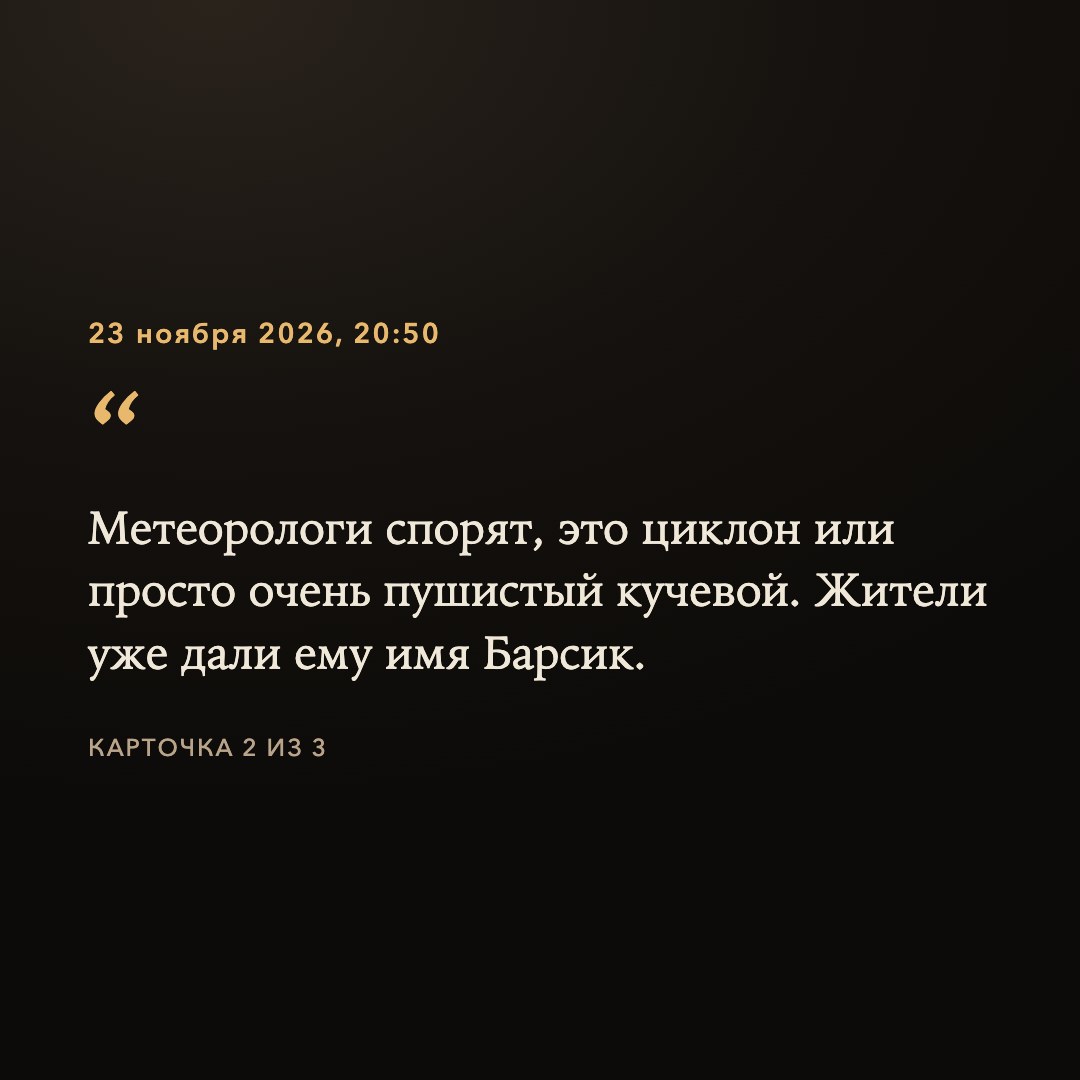 23 ноября 2026, 20:50
“
Метеорологи спорят, это циклон или
просто очень пушистый кучевой. Жители
уже дали ему имя Барсик.
КАРТОЧКА 2 ИЗ 3